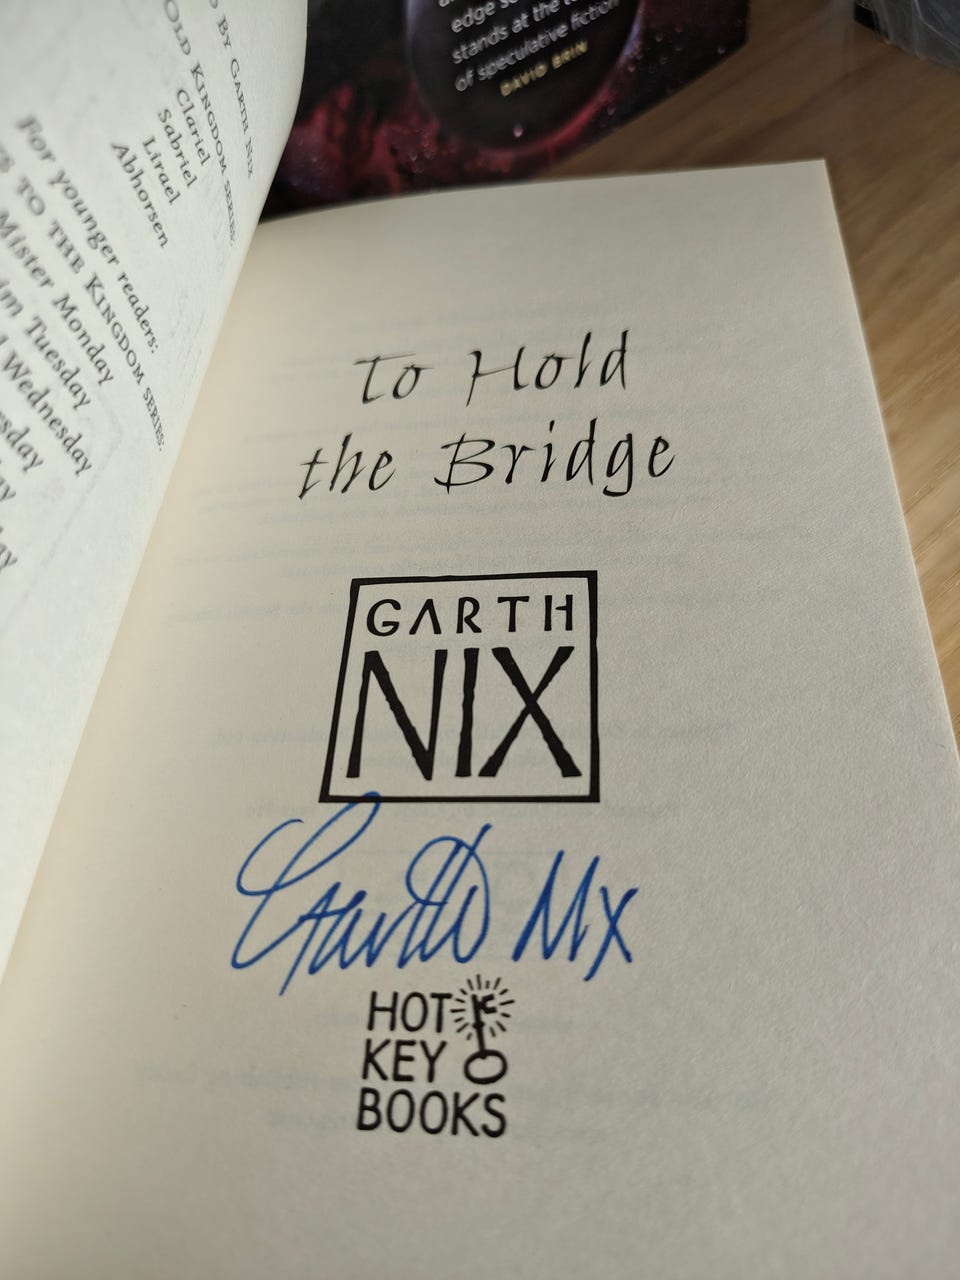 edge
stands at the
of speculative fiction
DAVID BRIN
BY GARTH NIX
OLD KINGDOM SERIES:
Clariel
Sabriel
Lirael
Abhorsen
For younger readers:
TO THE KINGDOM SERIES:
Mister Monday
Tuesday
Wednesday
To Hold
the Bridge
GARTH
NIX
Garth Nix
HOT
KEY
BOOKS